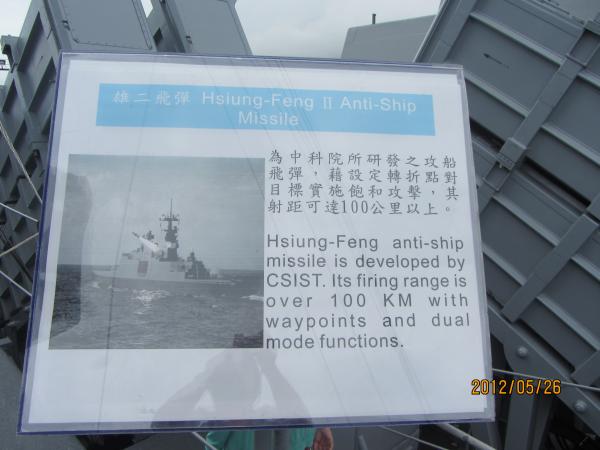 雄二飛彈 Hsiung-Feng II Anti-Ship
Missile
為中科院所研發之攻船
飛彈，藉設定轉折點對
目標實施飽和攻擊，其
射距可達100公里以上。
Hsiung-Feng anti-ship
missile is developed by
CSIST. Its firing range is
over 100 KM with
waypoints and dual
mode functions.
2012/05/26